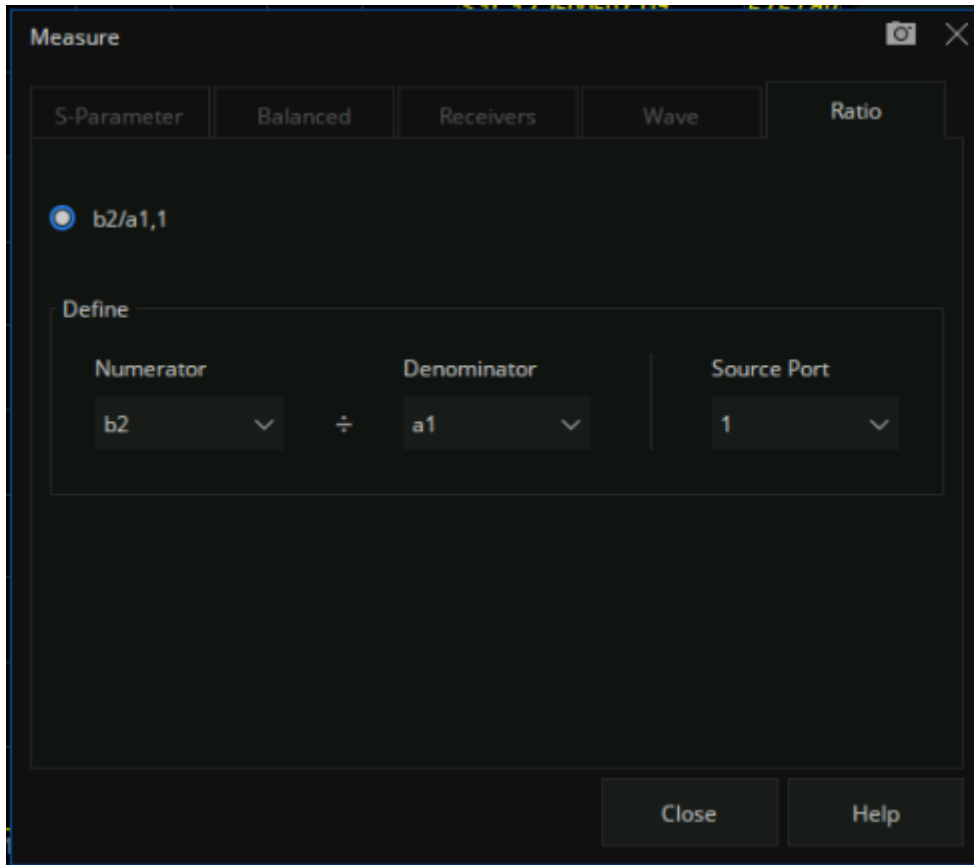 Measure
S-Parameter Balanced Receivers Wave Ratio
b2/a1,1
Define
Numerator Denominator Source Port
b2 ÷ a1 1
Close Help